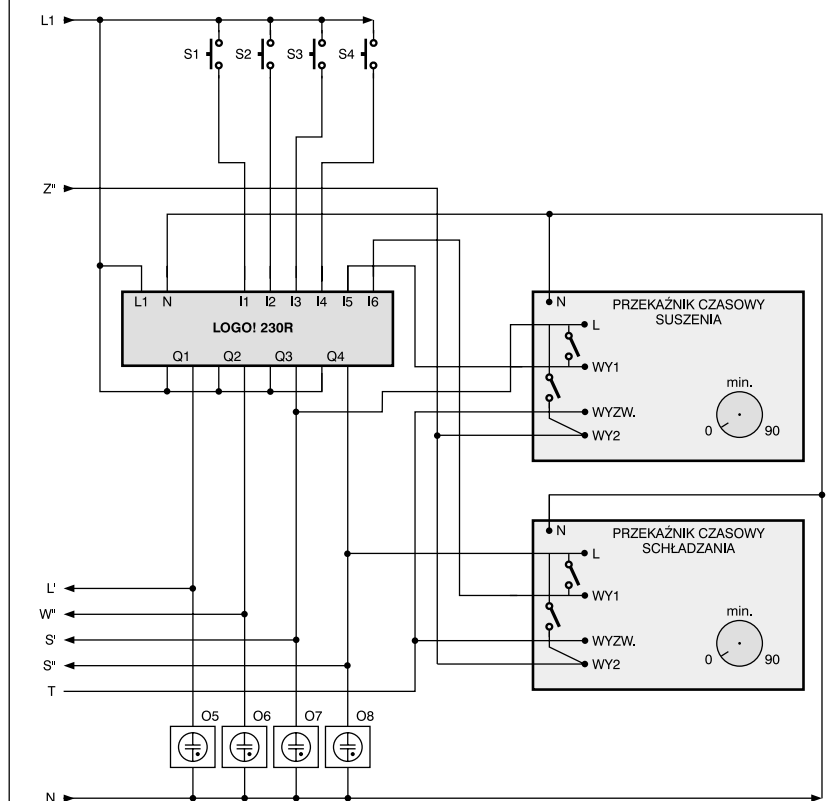 L1
S1 S2 S3 S4
Z"
L1 N I1 I2 I3 I4 I5 I6
LOGO! 230R
Q1 Q2 Q3 Q4
N PRZEKAŹNIK CZASOWY
SUSZENIA
L
WY1
min.
WYZW.
0 90
WY2
N PRZEKAŹNIK CZASOWY
SCHŁADZANIA
L
WY1
min.
WYZW.
0 90
WY2
L'
W"
S'
S"
T
O5 O6 O7 O8
N